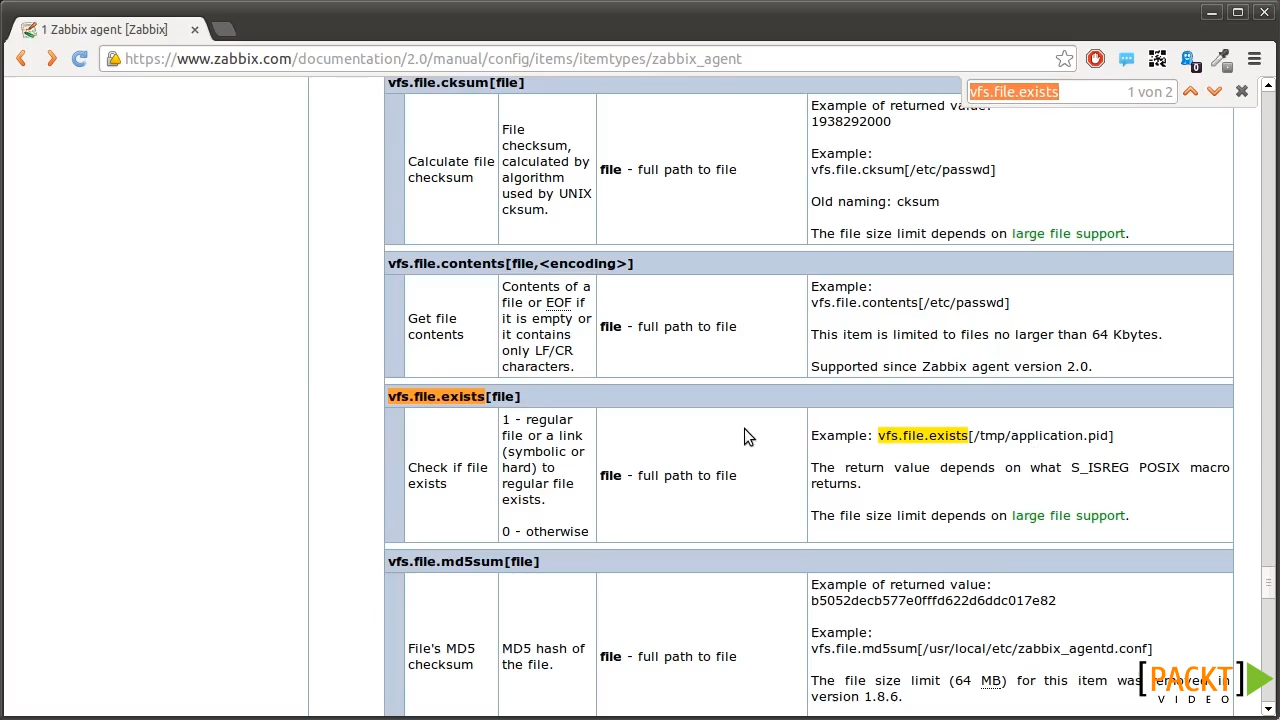 1 Zabbix agent [Zabbix]
https://www.zabbix.com/documentation/2.0/manual/config/items/itemtypes/zabbix_agent
0
vfs.file.exists 1 von 2
vfs.file.cksum[file]
Calculate file
checksum
File
checksum,
calculated by
algorithm
used by UNIX
cksum.
file - full path to file
Example of returned value:
1938292000
Example:
vfs.file.cksum[/etc/passwd]
Old naming: cksum
The file size limit depends on large file support.
vfs.file.contents[file,<encoding>]
Get file
contents
Contents of a
file or EOF if
it is empty or
it contains
only LF/CR
characters.
file - full path to file
Example:
vfs.file.contents[/etc/passwd]
This item is limited to files no larger than 64 Kbytes.
Supported since Zabbix agent version 2.0.
vfs.file.exists[file]
Check if file
exists
1 - regular
file or a link
(symbolic or
hard) to
regular file
exists.
0 - otherwise
file - full path to file
Example: vfs.file.exists[/tmp/application.pid]
The return value depends on what S_ISREG POSIX macro
returns.
The file size limit depends on large file support.
vfs.file.md5sum[file]
File's MD5
checksum
MD5 hash of
the file.
file - full path to file
Example of returned value:
b5052decb577e0fffd622d6ddc017e82
Example:
vfs.file.md5sum[/usr/local/etc/zabbix_agentd.conf]
The file size limit (64 MB) for this item was removed in
version 1.8.6.
[PACKT]
VIDEO